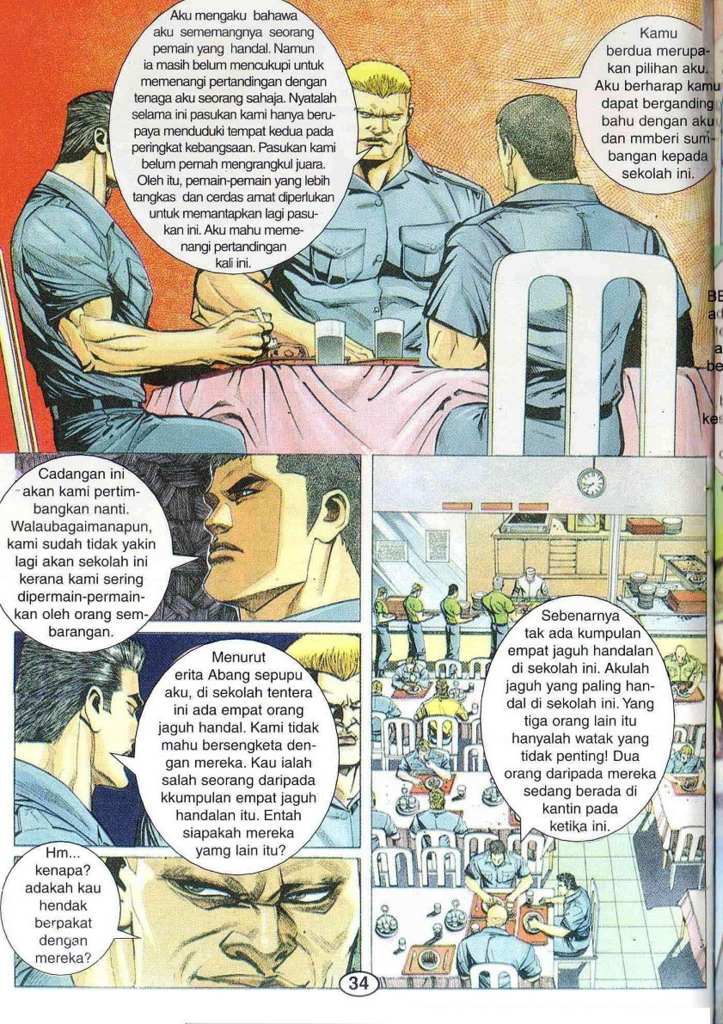 Aku mengaku bahawa
aku sememangnya seorang
pemain yang handal. Namun
ia masih belum mencukupi untuk
memenangi pertandingan dengan
tenaga aku seorang sahaja. Nyatalah
selama ini pasukan kami hanya beru-
paya menduduki tempat kedua pada
peringkat kebangsaan. Pasukan kami
belum pernah mengrangkul juara.
Oleh itu, pemain-pemain yang lebih
tangkas dan cerdas amat diperlukan
untuk memantapkan lagi pasu-
kan ini. Aku mahu meme-
nangi pertandingan
kali ini.
Kamu
berdua merupa-
kan pilihan aku.
Aku berharap kamu
dapat berganding
bahu dengan aku
dan mmberi sum-
bangan kepada
sekolah ini.
Cadangan ini
akan kami pertim-
bangkan nanti.
Walaubagaimanapun,
kami sudah tidak yakin
lagi akan sekolah ini
kerana kami sering
dipermain-permain-
kan oleh orang sem-
barangan.
Menurut
erita Abang sepupu
aku, di sekolah tentera
ini ada empat orang
jaguh handal. Kami tidak
mahu bersengketa den-
gan mereka. Kau ialah
salah seorang daripada
kkumpulan empat jaguh
handalan itu. Entah
siapakah mereka
yamg lain itu?
Hm...
kenapa?
adakah kau
hendak
berpakat
dengan
mereka?
Sebenarnya
tak ada kumpulan
empat jaguh handalan
di sekolah ini. Akulah
jaguh yang paling han-
dal di sekolah ini. Yang
tiga orang lain itu
hanyalah watak yang
tidak penting! Dua
orang daripada mereka
sedang berada di
kantin pada
ketika ini.
34